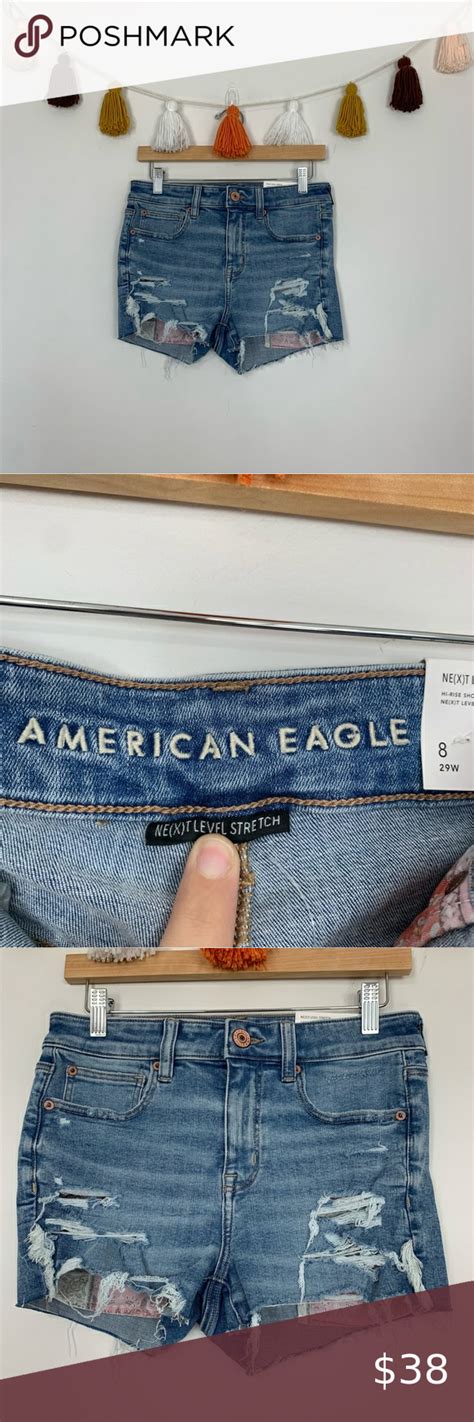 POSHMARK
NE(X)T L
HI-RISE SHO
NE(X)T LEVE
AMERICAN EAGLE
8
29W
NE(X)T LEVEL STRETCH
$38